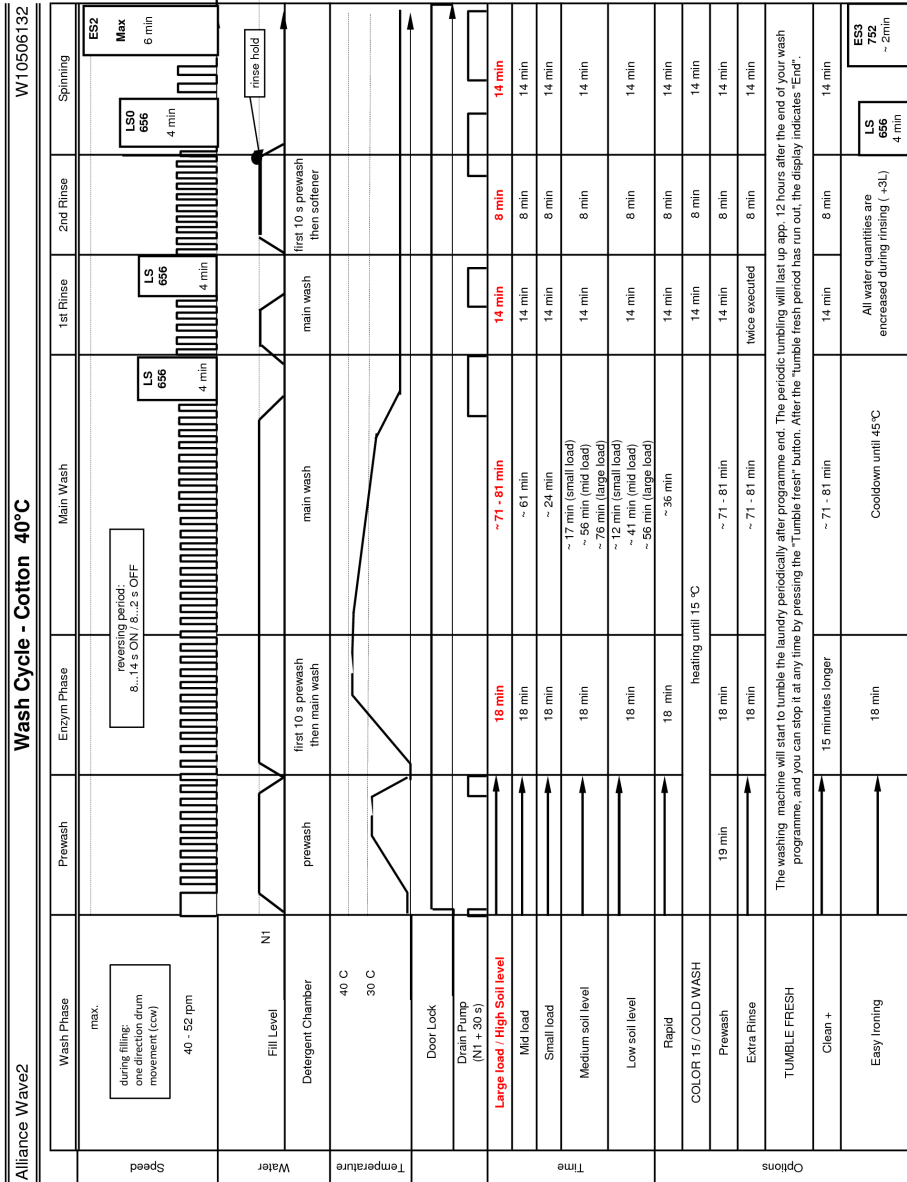 Alliance Wave2
Wash Cycle - Cotton 40°C
W10506132
Wash Phase
Prewash
Enzym Phase
Main Wash
1st Rinse
2nd Rinse
Spinning
Speed
max.
during filling:
one direction drum
movement (ccw)
40 - 52 rpm
reversing period:
8...14 s ON / 8...2 s OFF
LS
656
4 min
LS
656
4 min
LS0
656
4 min
ES2
Max
6 min
Water
Fill Level
N1
rinse hold
Detergent Chamber
prewash
first 10 s prewash
then main wash
main wash
main wash
first 10 s prewash
then softener
Temperature
40 C
30 C
Door Lock
Drain Pump
(N1 + 30 s)
Time
Large load / High Soil level
18 min
~ 71 - 81 min
14 min
8 min
14 min
Mid load
18 min
~ 61 min
14 min
8 min
14 min
Small load
18 min
~ 24 min
14 min
8 min
14 min
Medium soil level
18 min
~ 17 min (small load)
~ 56 min (mid load)
~ 76 min (large load)
14 min
8 min
14 min
Low soil level
18 min
~ 12 min (small load)
~ 41 min (mid load)
~ 56 min (large load)
14 min
8 min
14 min
Options
Rapid
18 min
~ 36 min
14 min
8 min
14 min
COLOR 15 / COLD WASH
heating until 15 °C
14 min
8 min
14 min
Prewash
19 min
18 min
~ 71 - 81 min
14 min
8 min
14 min
Extra Rinse
18 min
~ 71 - 81 min
twice executed
8 min
14 min
TUMBLE FRESH
The washing machine will start to tumble the laundry periodically after programme end. The periodic tumbling will last up app. 12 hours after the end of your wash
programme, and you can stop it at any time by pressing the "Tumble fresh" button. After the "tumble fresh period has run out, the display indicates "End".
Clean +
15 minutes longer
~ 71 - 81 min
14 min
8 min
14 min
Easy Ironing
18 min
Cooldown until 45°C
All water quantities are
encreased during rinsing ( +3L)
LS
656
4 min
ES3
752
~ 2min